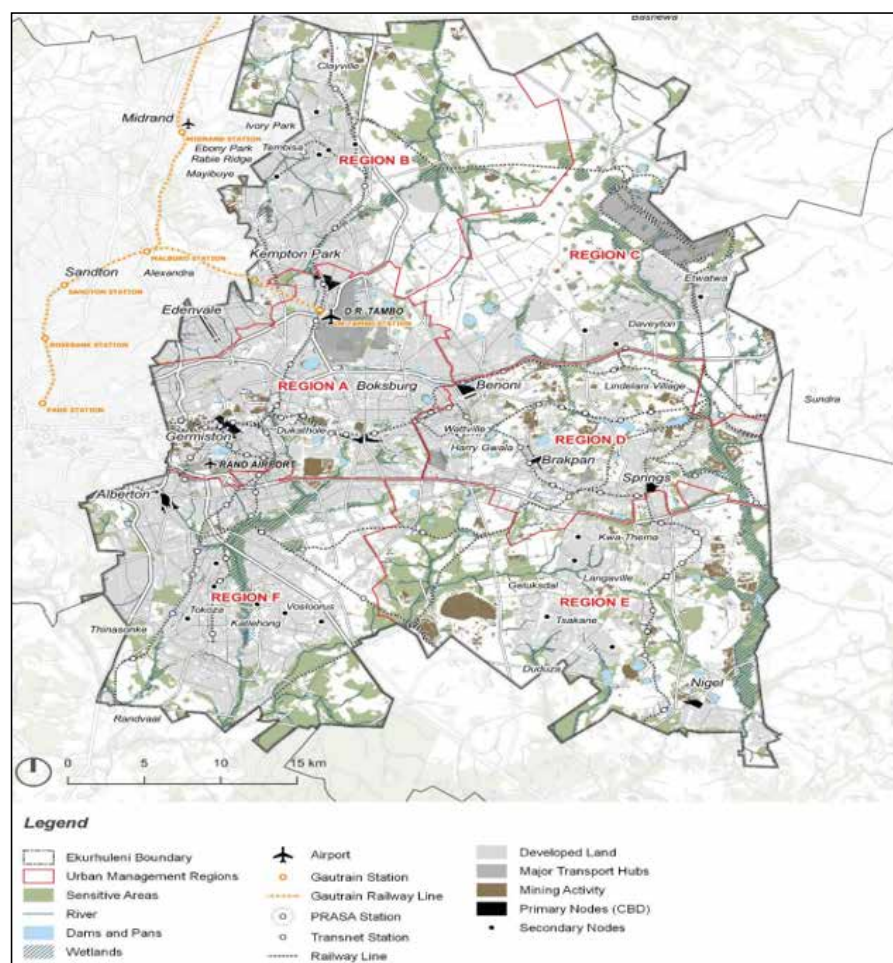 Bashewa
Clayville
Midrand
MIDRAND STATION
Ivory Park
Ebony Park
Tembisa
Rabie Ridge
REGION B
Mayibuye
MALBORO STATION
Kempton Park
REGION C
Sandton
Alexandra
SANDTON STATION
Etwatwa
Edenvale
O R TAMBO
ROSEBANK STATION
Daveyton
REGION A
Boksburg
Benoni
Lindelani Village
PARK STATION
Sundra
Dukathole
Wattville
Germiston
REGION D
Harry Gwala
RAND AIRPORT
Brakpan
Springs
Alberton
Kwa-Thema
Geluksdal
Langaville
REGION F
REGION E
Tokoza
Vosloorus
Tsakane
Thinasonke
Katlehong
Duduza
Nigel
Randvaal
0 5 10 15 km
Legend
Ekurhuleni Boundary
Urban Management Regions
Sensitive Areas
River
Dams and Pans
Wetlands
Airport
Gautrain Station
Gautrain Railway Line
PRASA Station
Transnet Station
Railway Line
Developed Land
Major Transport Hubs
Mining Activity
Primary Nodes (CBD)
Secondary Nodes